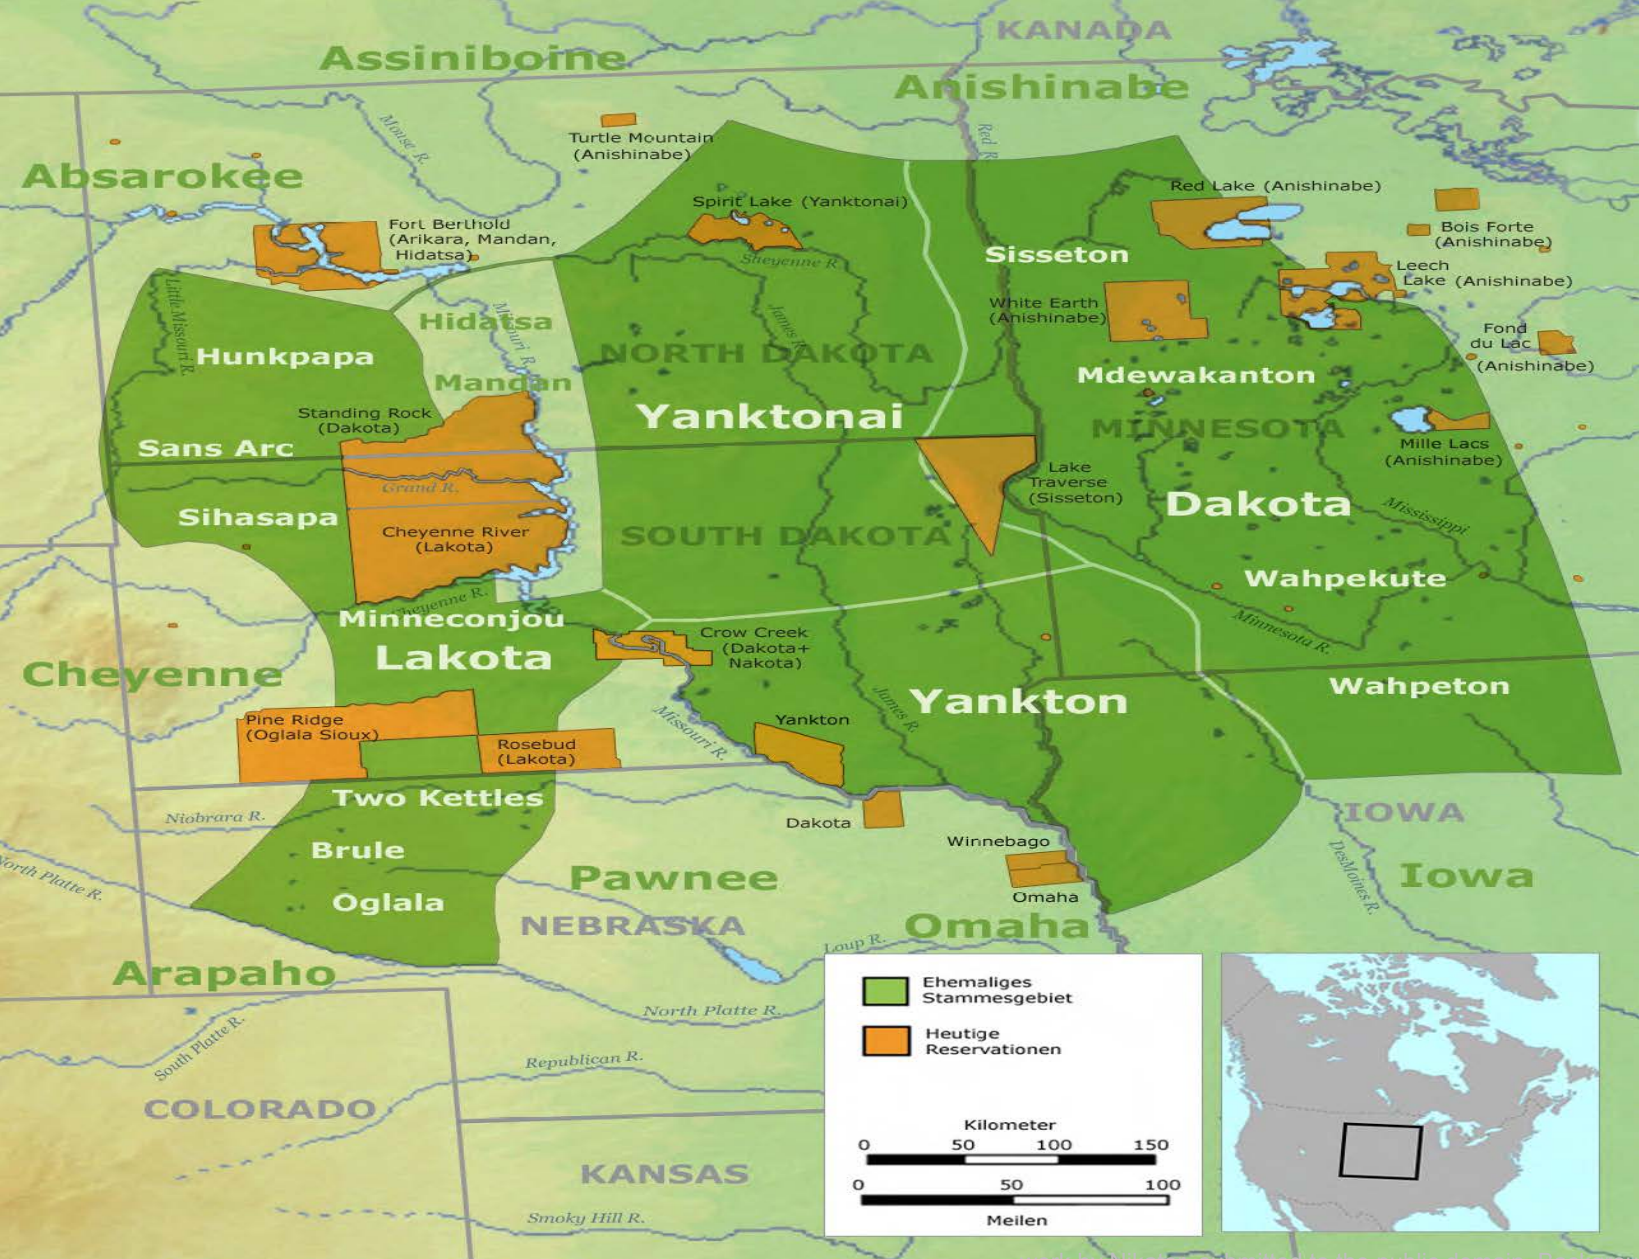 KANADA
Assiniboine
Anishinabe
Mouse R.
Red R.
Turtle Mountain
(Anishinabe)
Absarokee
Spirit Lake (Yanktonai)
Red Lake (Anishinabe)
Fort Berthold
(Arikara, Mandan,
Hidatsa)
Bois Forte
(Anishinabe)
Sheyenne R.
Sisseton
Leech
Lake (Anishinabe)
Little Missouri R.
White Earth
(Anishinabe)
Hidatsa
Missouri R.
James R.
Fond
du Lac
(Anishinabe)
Hunkpapa
NORTH DAKOTA
Mandan
Mdewakanton
Standing Rock
(Dakota)
Yanktonai
MINNESOTA
Sans Arc
Mille Lacs
(Anishinabe)
Grand R.
Lake
Traverse
(Sisseton)
Dakota
Sihasapa
Mississippi
Cheyenne River
(Lakota)
SOUTH DAKOTA
Wahpekute
Cheyenne R.
Minneconjou
Minnesota R.
Crow Creek
(Dakota+
Nakota)
Lakota
Cheyenne
Wahpeton
Yankton
James R.
Pine Ridge
(Oglala Sioux)
Missouri R.
Yankton
Rosebud
(Lakota)
Two Kettles
Niobrara R.
Dakota
IOWA
Winnebago
Brule
DesMoines R.
North Platte R.
Pawnee
Iowa
Omaha
Oglala
NEBRASKA
Omaha
Loup R.
Arapaho
Ehemaliges
Stammesgebiet
North Platte R.
South Platte R.
Heutige
Reservationen
Republican R.
COLORADO
Kilometer
0 50 100 150
KANSAS
0 50 100
Meilen
Smoky Hill R.